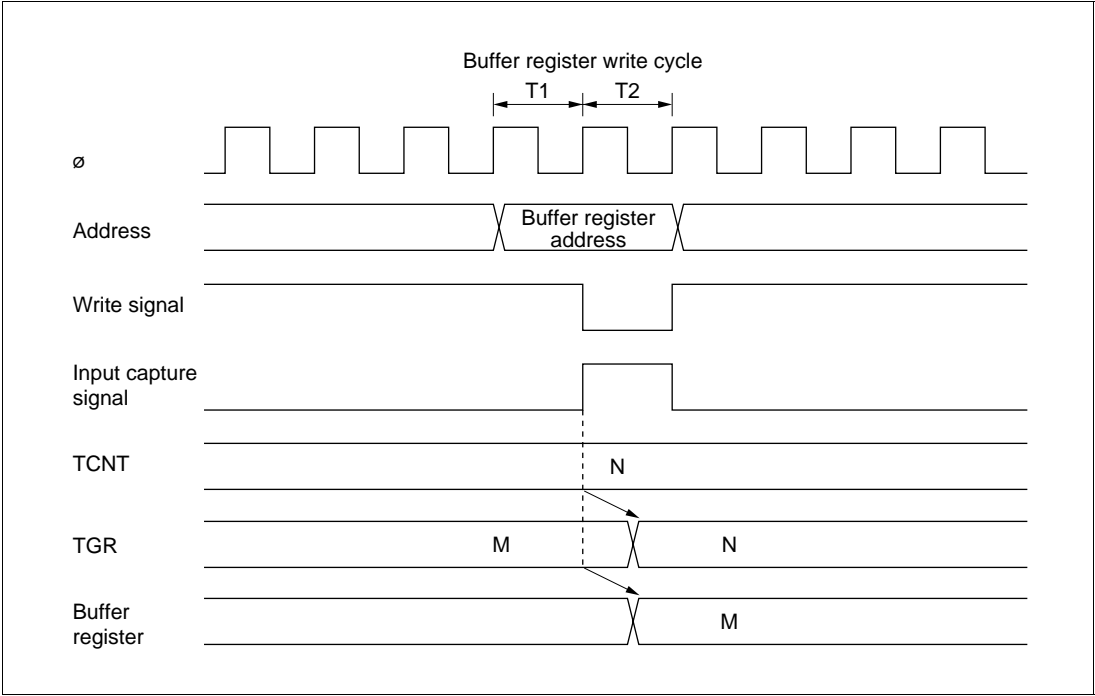 Buffer register write cycle
T1 T2
ø
Address
Buffer register
address
Write signal
Input capture
signal
TCNT
N
TGR
M N
Buffer
register
M